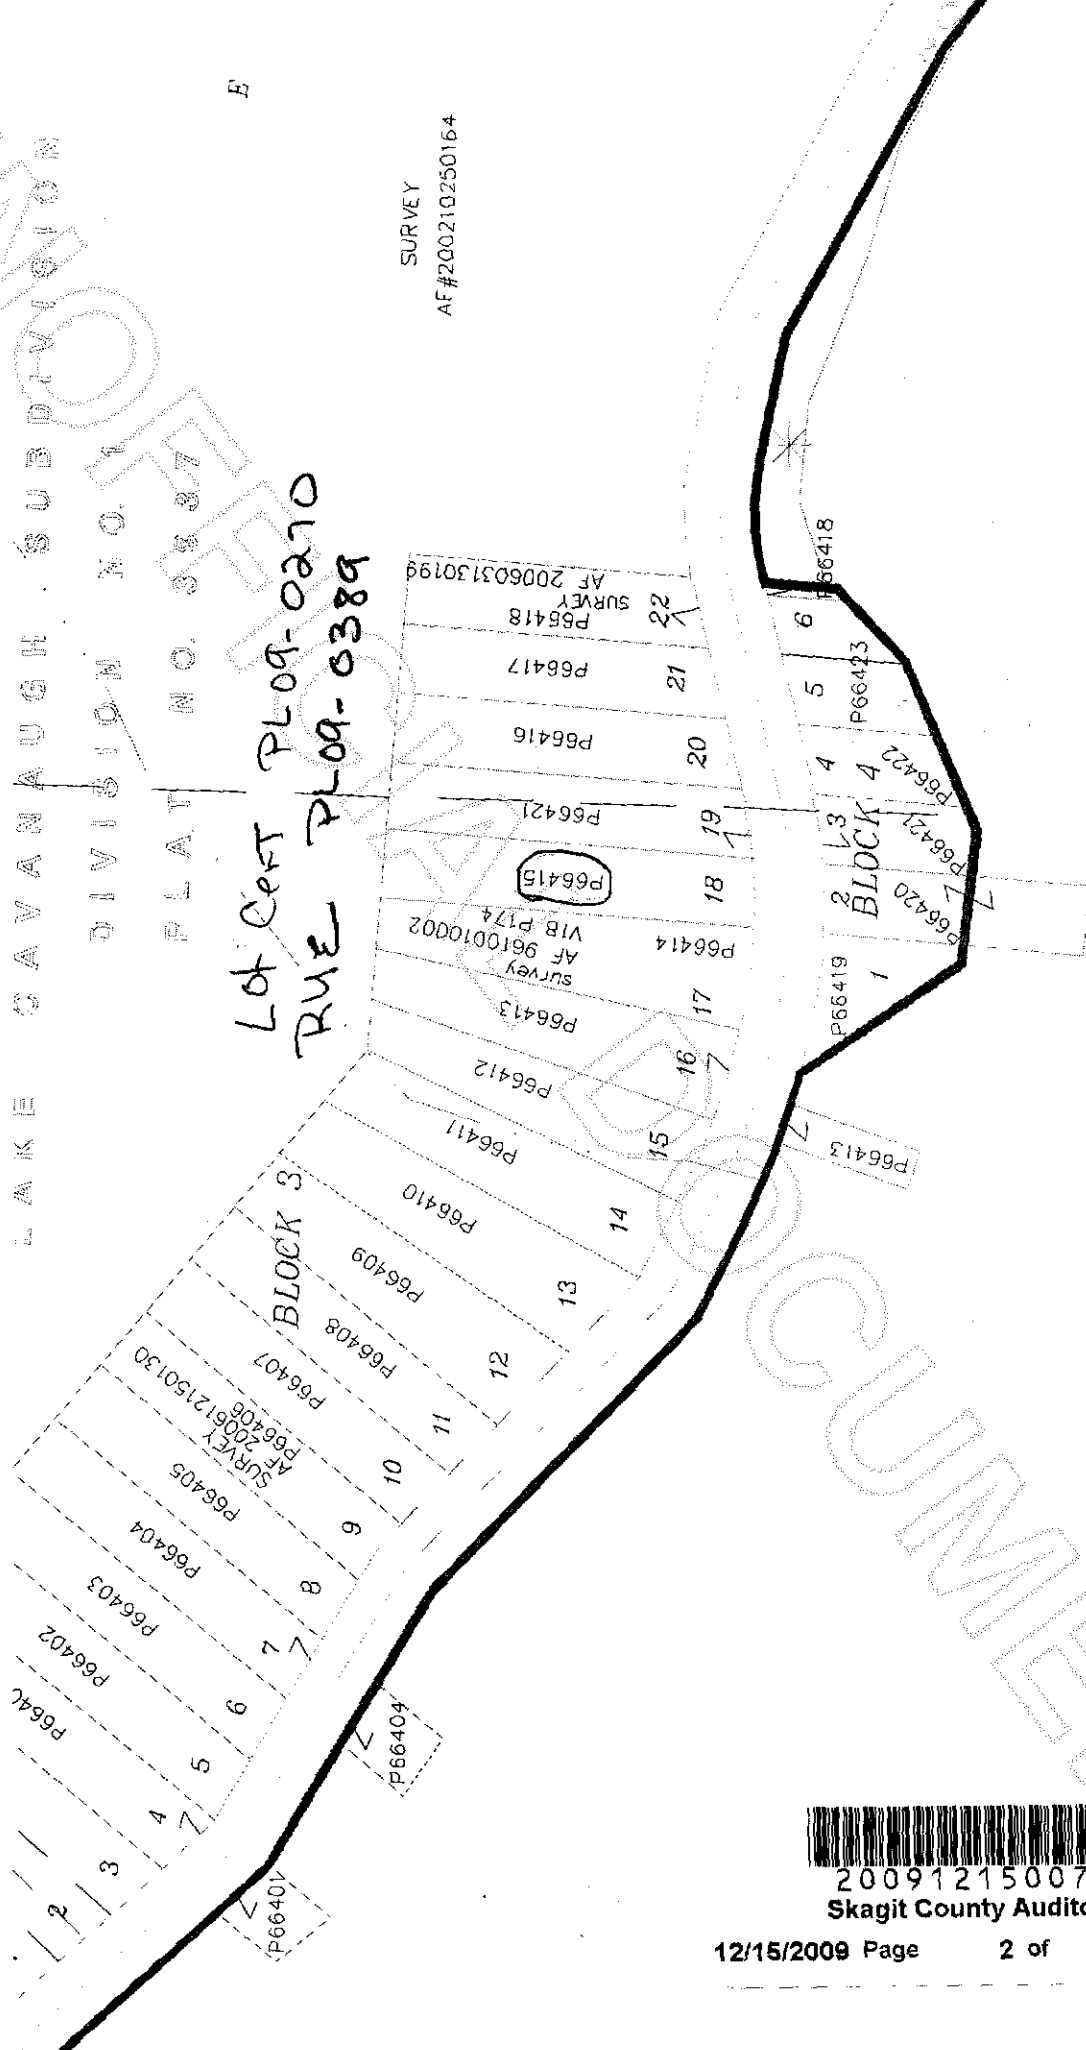 LAKE CAVANAUGH SUBDIVISION
DIVISION NO. 1
PLAT NO. 3337
E
SURVEY
AF#200210250164
Lot Cert PL09-0270
RUE PL09-0389
BLOCK 3
2
3
4
Z
5
6
7
Z
8
9
10
11
12
13
14
15
16
7
17
18
19
7
20
21
22
P66402
P66403
P66404
P66405
SURVEY
AF 200612150130
P66406
P66407
P66408
P66409
P66410
P66411
P66412
P66413
survey
AF 9610010002
V18 P174
P66414
P66415
P66421
P66416
P66417
P66418
SURVEY
AF 200603130199
BLOCK 4
1
2
3
4
5
6
P66419
P66420
P66421
P66422
P66423
P66418
Z
P66413
Z
P66404
Z
P66401
Z
UNOFFICIAL DOCUMENT
20091215007
Skagit County Audito
12/15/2009 Page 2 of